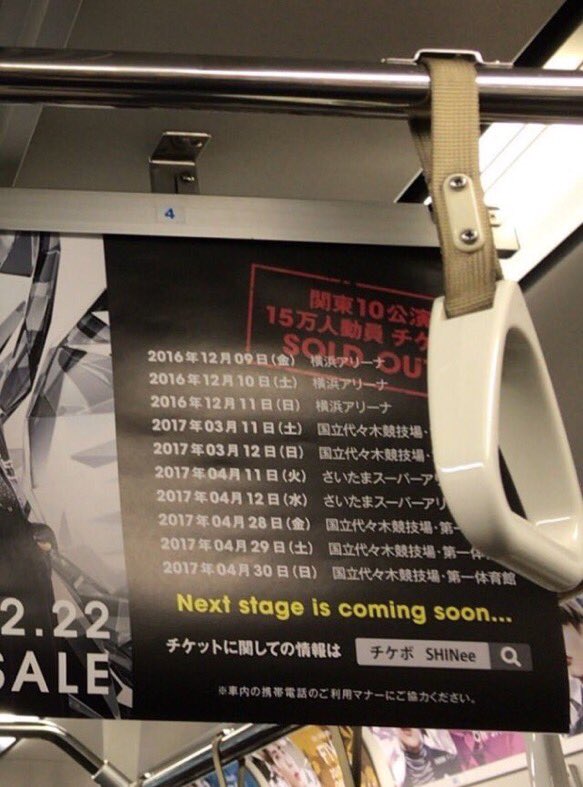 4
関東10公演
15万人動員 チケ
SOLD OUT
2016年12月09日(金) 横浜アリーナ
2016年12月10日(土) 横浜アリーナ
2016年12月11日(日) 横浜アリーナ
2017年03月11日(土) 国立代々木競技場・
2017年03月12日(日) 国立代々木競技場・
2017年04月11日(火) さいたまスーパーアリ
2017年04月12日(水) さいたまスーパーアリ
2017年04月28日(金) 国立代々木競技場・第一
2017年04月29日(土) 国立代々木競技場・第一体
2017年04月30日(日) 国立代々木競技場・第一体育館
Next stage is coming soon...
2.22
SALE
チケットに関しての情報は チケボ SHINee
※車内の携帯電話のご利用マナーにご協力ください。